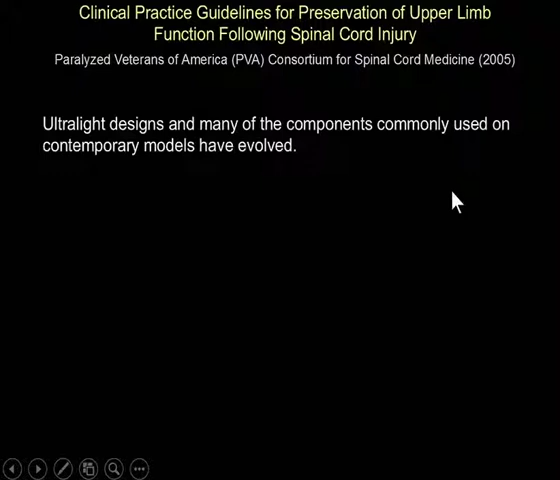 Clinical Practice Guidelines for Preservation of Upper Limb
Function Following Spinal Cord Injury
Paralyzed Veterans of America (PVA) Consortium for Spinal Cord Medicine (2005)
Ultralight designs and many of the components commonly used on
contemporary models have evolved.